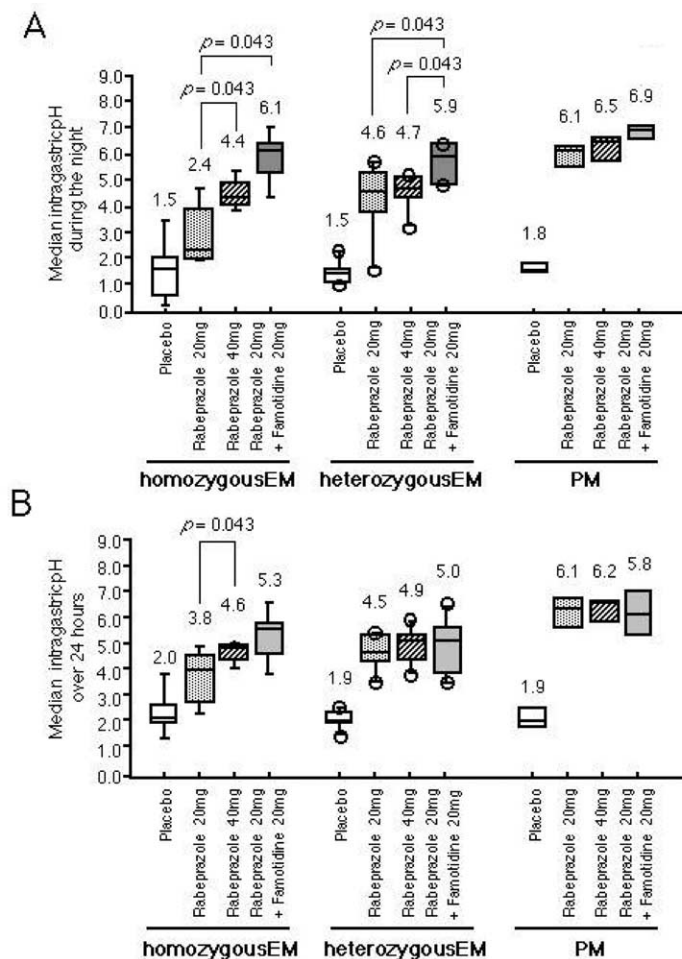 A
p = 0.043
p = 0.043
p = 0.043
p = 0.043
Median intragastricpH
during the night
9.0
8.0
7.0
6.0
5.0
4.0
3.0
2.0
1.0
0.0
1.5
2.4
4.4
6.1
1.5
4.6
4.7
5.9
1.8
6.1
6.5
6.9
Placebo
Rabeprazole 20mg
Rabeprazole 40mg
Rabeprazole 20mg
+ Famotidine 20mg
Placebo
Rabeprazole 20mg
Rabeprazole 40mg
Rabeprazole 20mg
+ Famotidine 20mg
Placebo
Rabeprazole 20mg
Rabeprazole 40mg
Rabeprazole 20mg
+ Famotidine 20mg
homozygousEM
heterozygousEM
PM
B
p = 0.043
Median intragastricpH
over 24 hours
9.0
8.0
7.0
6.0
5.0
4.0
3.0
2.0
1.0
0.0
2.0
3.8
4.6
5.3
1.9
4.5
4.9
5.0
1.9
6.1
6.2
5.8
Placebo
Rabeprazole 20mg
Rabeprazole 40mg
Rabeprazole 20mg
+ Famotidine 20mg
Placebo
Rabeprazole 20mg
Rabeprazole 40mg
Rabeprazole 20mg
+ Famotidine 20mg
Placebo
Rabeprazole 20mg
Rabeprazole 40mg
Rabeprazole 20mg
+ Famotidine 20mg
homozygousEM
heterozygousEM
PM